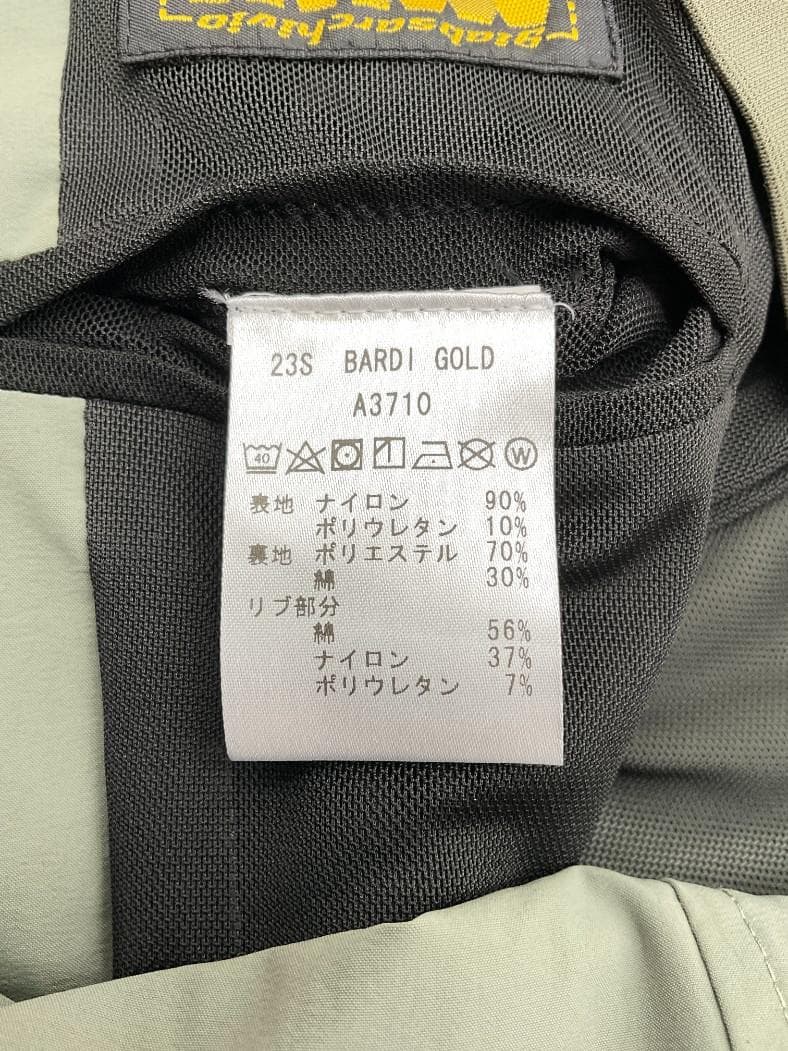 giabsarchivio
23S BARDI GOLD
A3710
40 W
表地 ナイロン 90%
ポリウレタン 10%
裏地 ポリエステル 70%
綿 30%
リブ部分
綿 56%
ナイロン 37%
ポリウレタン 7%